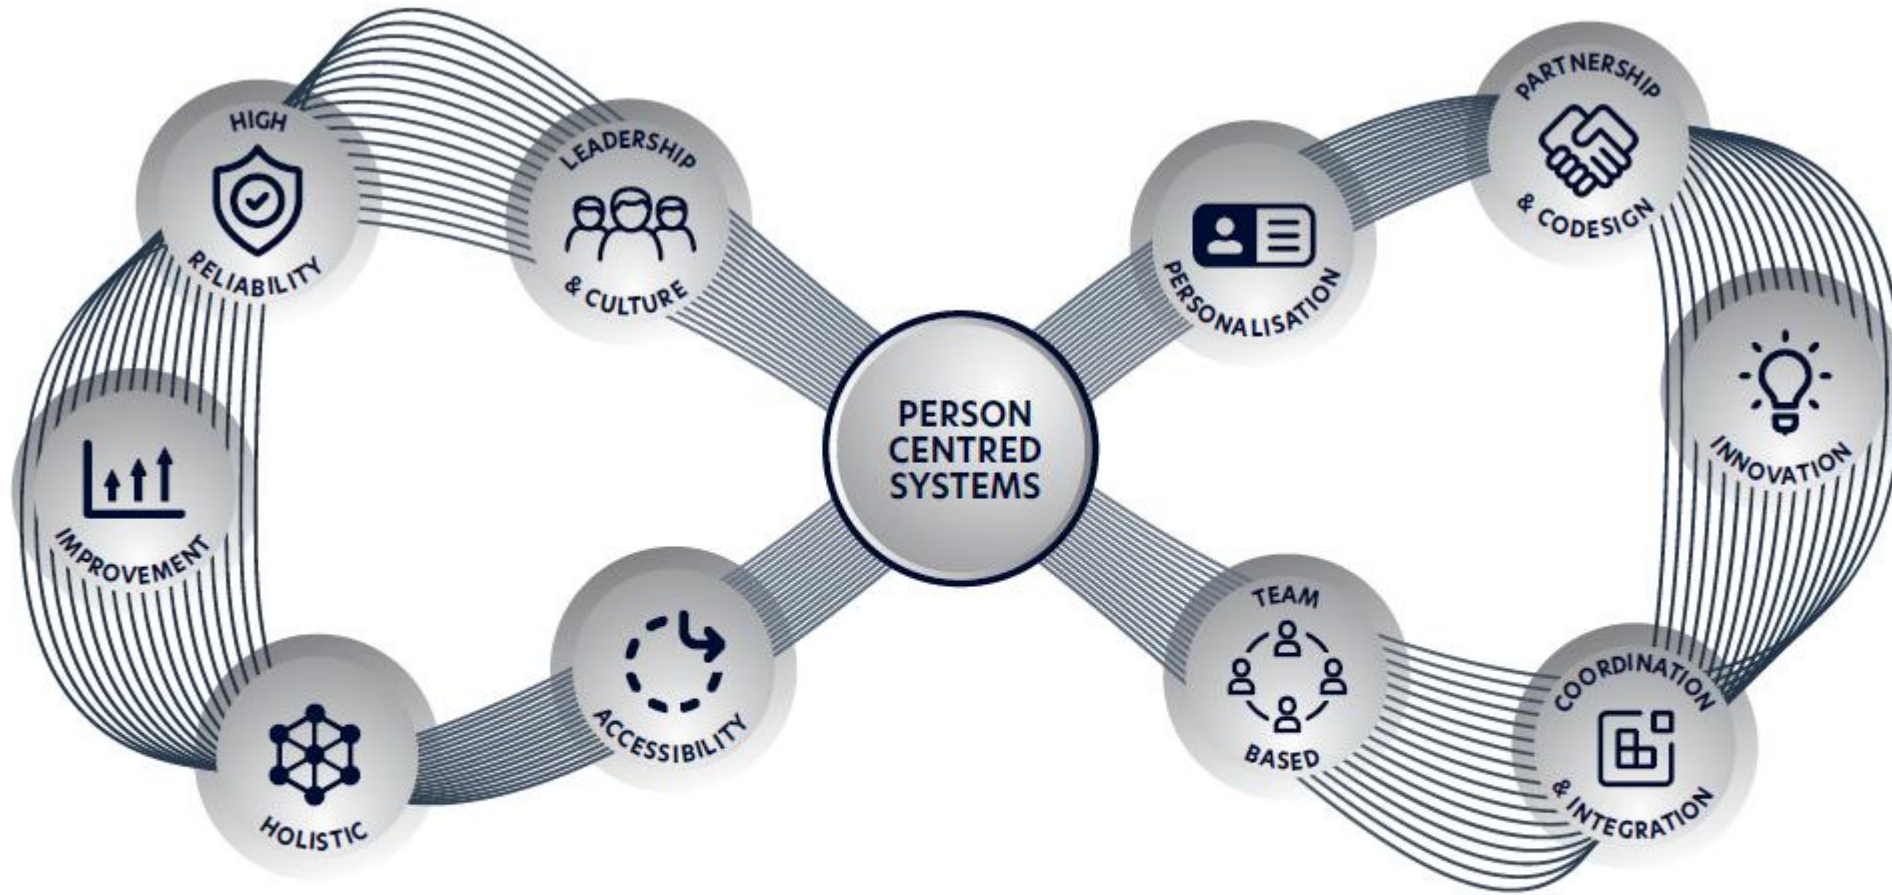 HIGH
RELIABILITY
LEADERSHIP
& CULTURE
IMPROVEMENT
HOLISTIC
ACCESSIBILITY
PERSON
CENTRED
SYSTEMS
PERSONALISATION
PARTNERSHIP
& CODESIGN
INNOVATION
TEAM
BASED
COORDINATION
& INTEGRATION